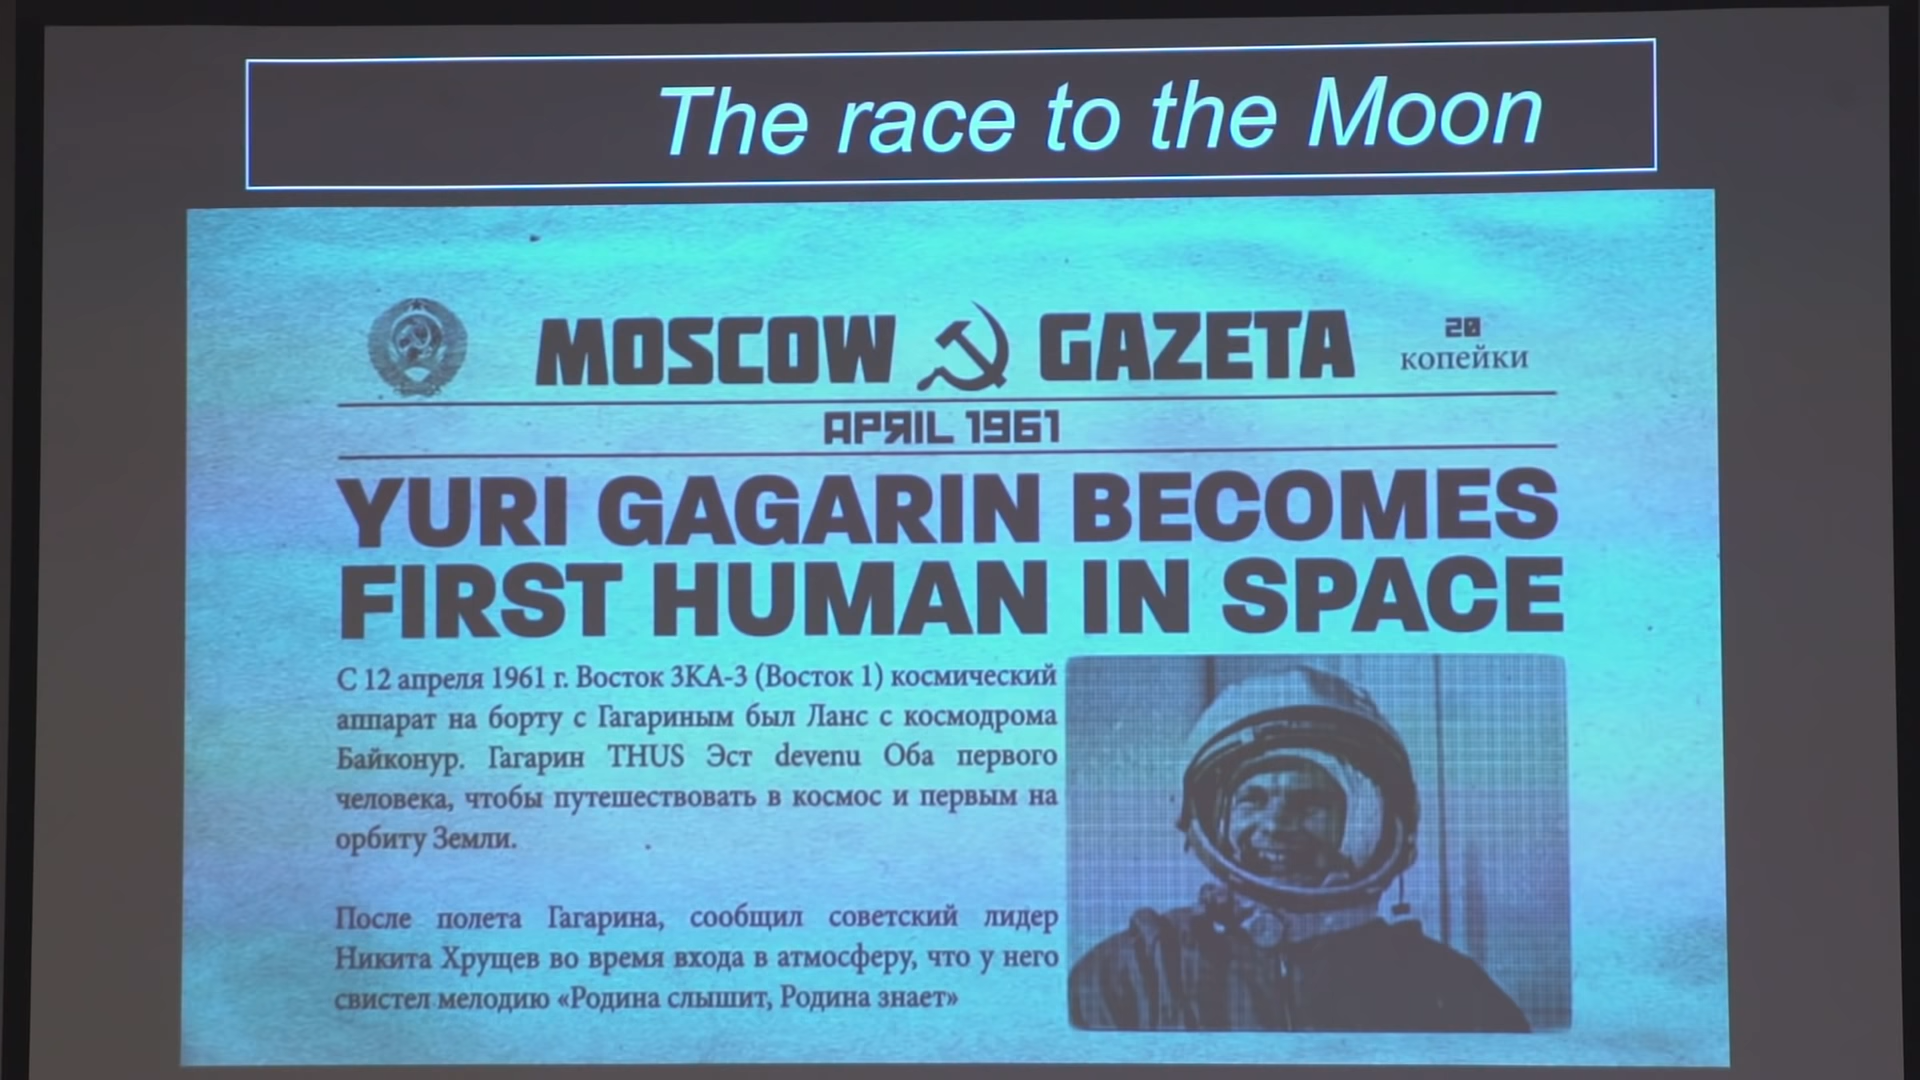 The race to the Moon
MOSCOW GAZETA
20
копейки
APЯIL 1961
YURI GAGARIN BECOMES
FIRST HUMAN IN SPACE
С 12 апреля 1961 г. Восток 3КА-3 (Восток 1) космический
аппарат на борту с Гагариным был Ланс с космодрома
Байконур. Гагарин THUS Эст devenu Оба первого
человека, чтобы путешествовать в космос и первым на
орбиту Земли.
После полета Гагарина, сообщил советский лидер
Никита Хрущев во время входа в атмосферу, что у него
свистел мелодию «Родина слышит, Родина знает»